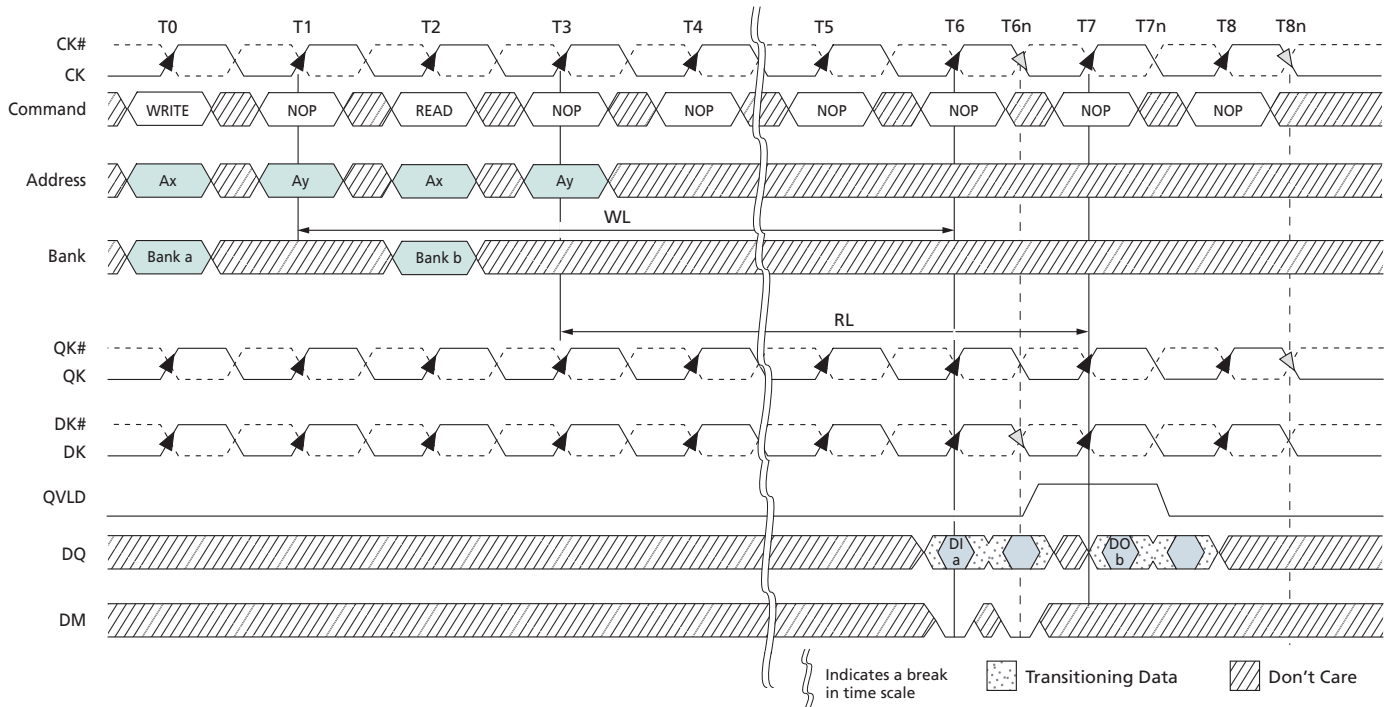 T0 T1 T2 T3 T4 T5 T6 T6n T7 T7n T8 T8n
CK#
CK
Command WRITE NOP READ NOP NOP NOP NOP NOP NOP
Address Ax Ay Ax Ay
WL
Bank Bank a Bank b
RL
QK#
QK
DK#
DK
QVLD
DQ DI a DO b
DM
Indicates a break
in time scale
Transitioning Data
Don't Care